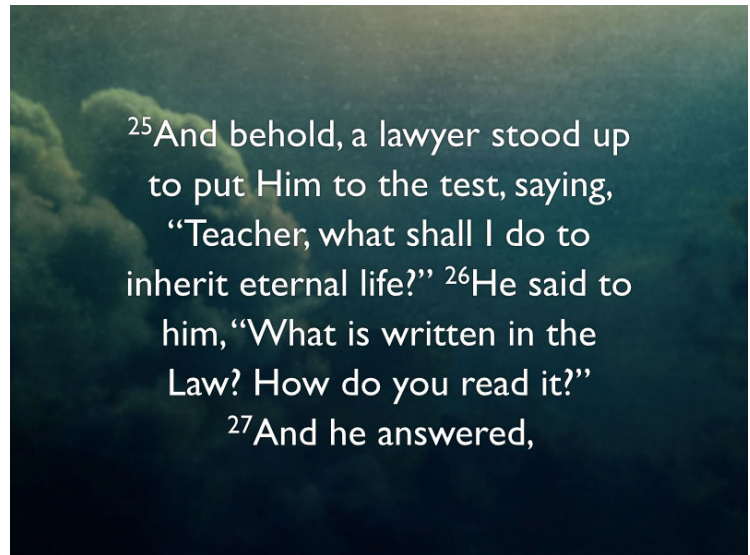 ²⁵And behold, a lawyer stood up
to put Him to the test, saying,
“Teacher, what shall I do to
inherit eternal life?” ²⁶He said to
him, “What is written in the
Law? How do you read it?”
²⁷And he answered,